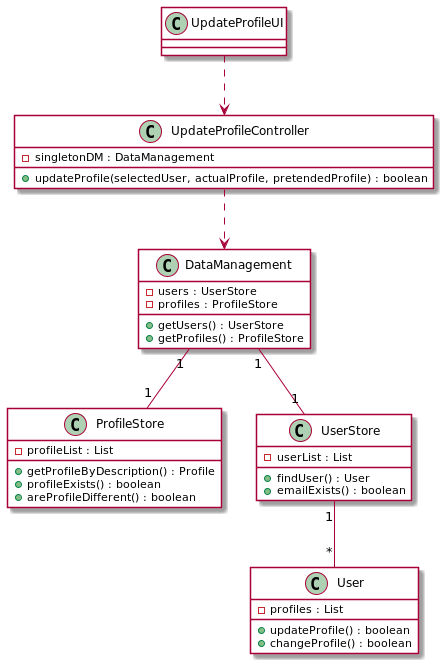 C UpdateProfileUI
C UpdateProfileController
singletonDM : DataManagement
updateProfile(selectedUser, actualProfile, pretendedProfile) : boolean
C DataManagement
users : UserStore
profiles : ProfileStore
getUsers() : UserStore
getProfiles() : ProfileStore
1 1
1 1
C ProfileStore
profileList : List
getProfileByDescription() : Profile
profileExists() : boolean
areProfileDifferent() : boolean
C UserStore
userList : List
findUser() : User
emailExists() : boolean
1
*
C User
profiles : List
updateProfile() : boolean
changeProfile() : boolean